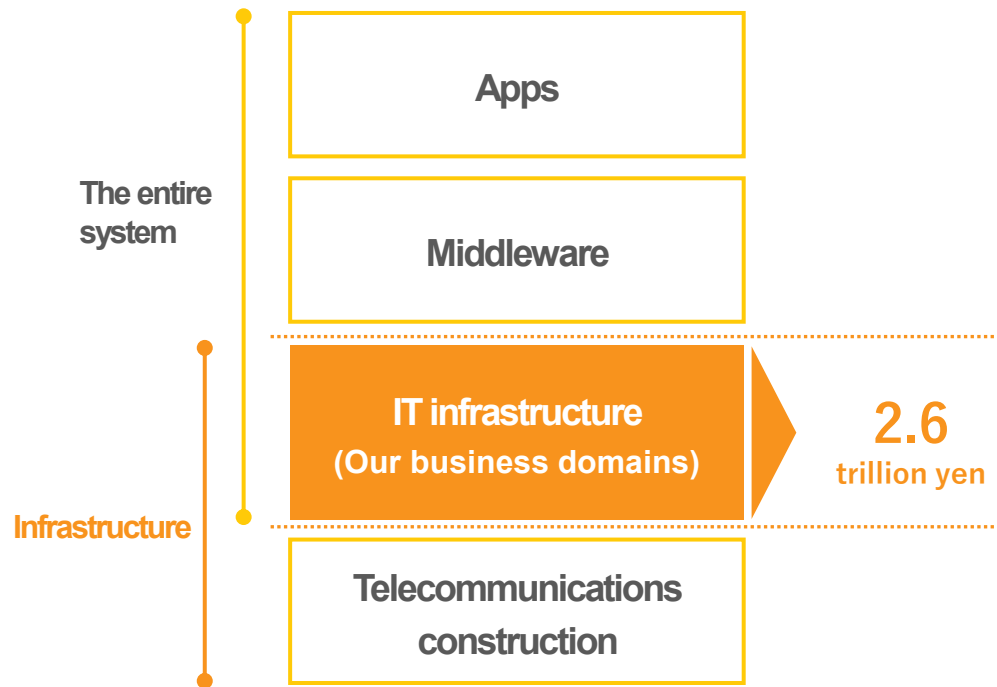 Apps
The entire
system
Middleware
IT infrastructure
(Our business domains)
2.6
trillion yen
Infrastructure
Telecommunications
construction